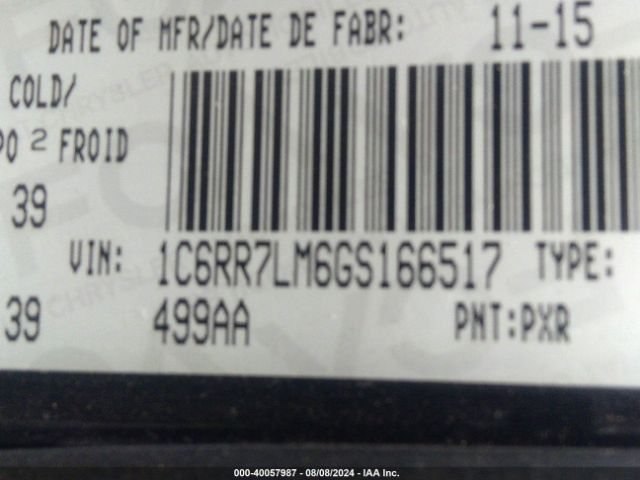 DATE OF MFR/DATE DE FABR: 11-15
COLD/
PO 2 FROID
39
VIN: 1C6RR7LM6GS166517 TYPE:
39 499AA PNT:PXR
000-40057987 - 08/08/2024 - IAA Inc.